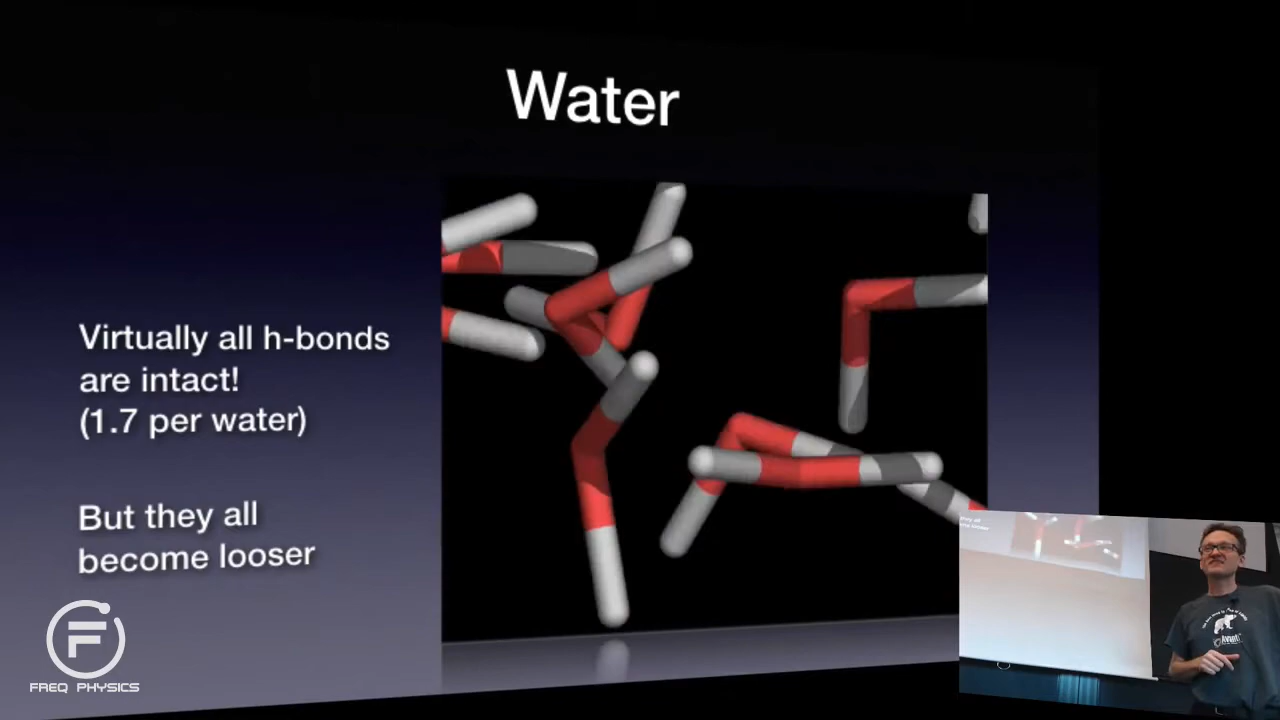 Water
Virtually all h-bonds
are intact!
(1.7 per water)
But they all
become looser
FREQ PHYSICS